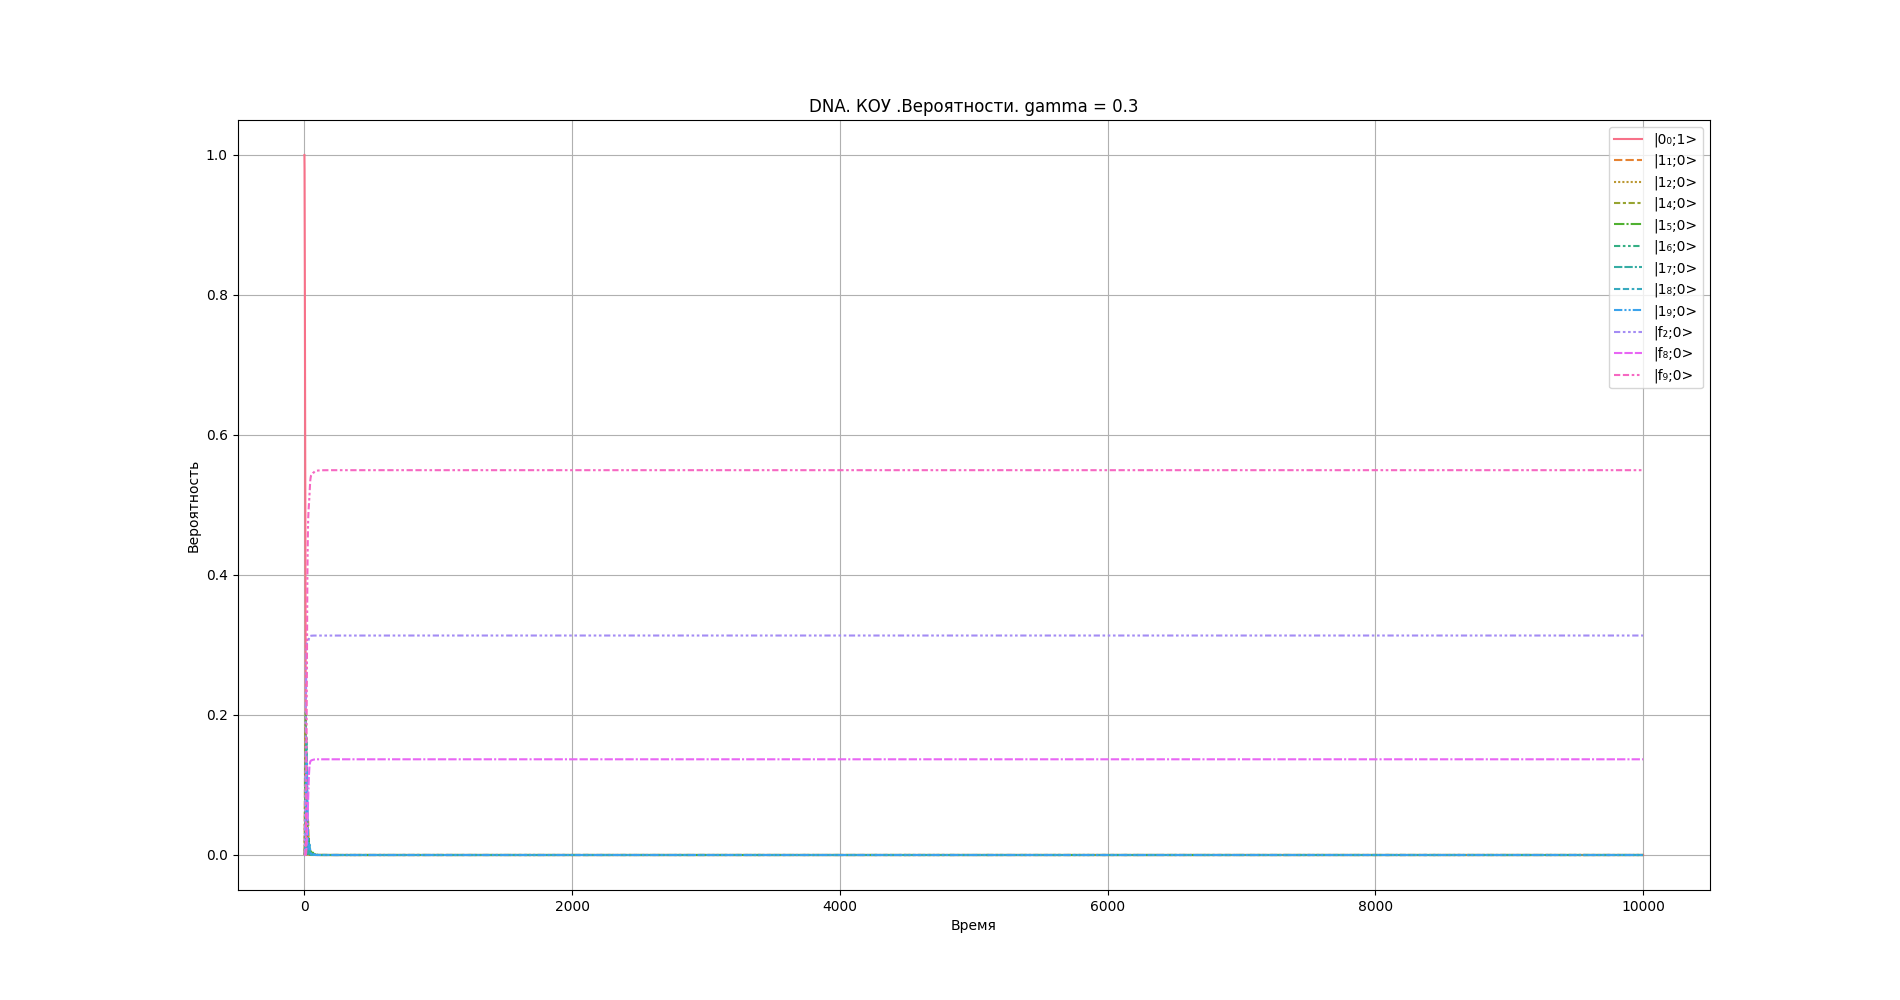 DNA. КОУ .Вероятности. gamma = 0.3
|0₀;1>
|1₁;0>
|1₂;0>
|1₄;0>
|1₅;0>
|1₆;0>
|1₇;0>
|1₈;0>
|1₉;0>
|f₂;0>
|f₈;0>
|f₉;0>
1.0
0.8
0.6
0.4
0.2
0.0
Вероятность
0 2000 4000 6000 8000 10000
Время